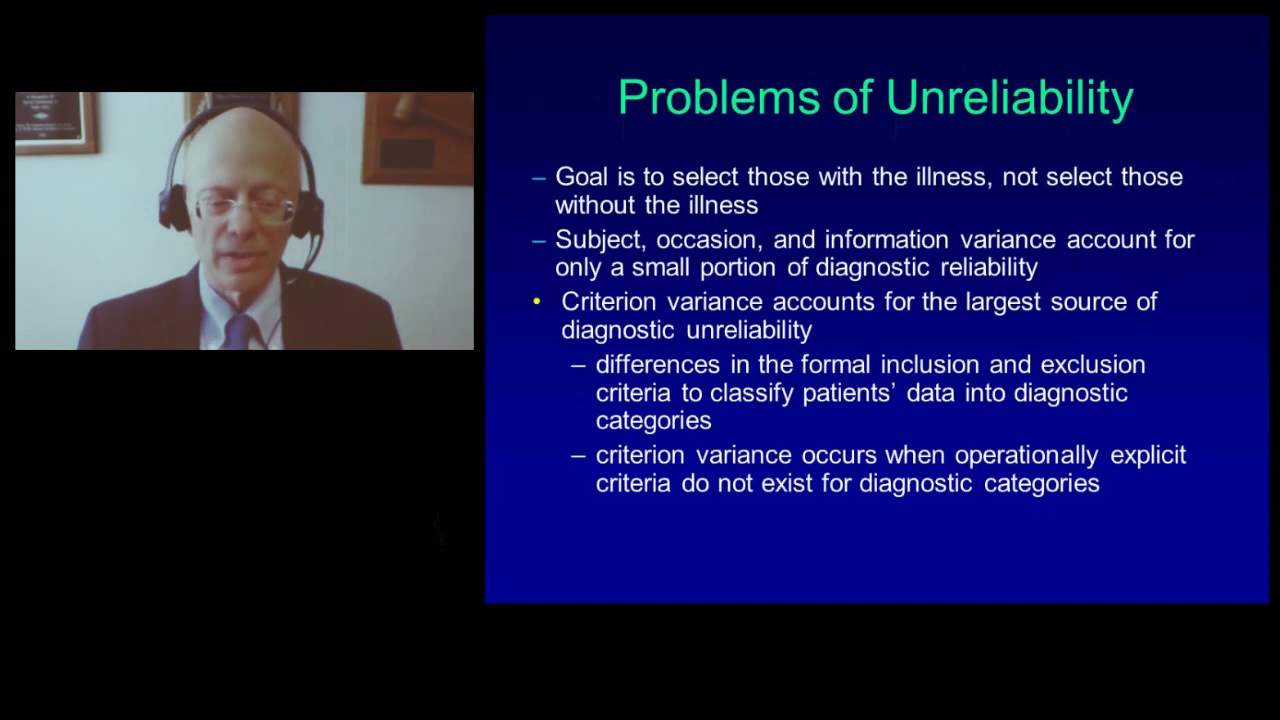 Problems of Unreliability
– Goal is to select those with the illness, not select those
without the illness
– Subject, occasion, and information variance account for
only a small portion of diagnostic reliability
• Criterion variance accounts for the largest source of
diagnostic unreliability
– differences in the formal inclusion and exclusion
criteria to classify patients’ data into diagnostic
categories
– criterion variance occurs when operationally explicit
criteria do not exist for diagnostic categories